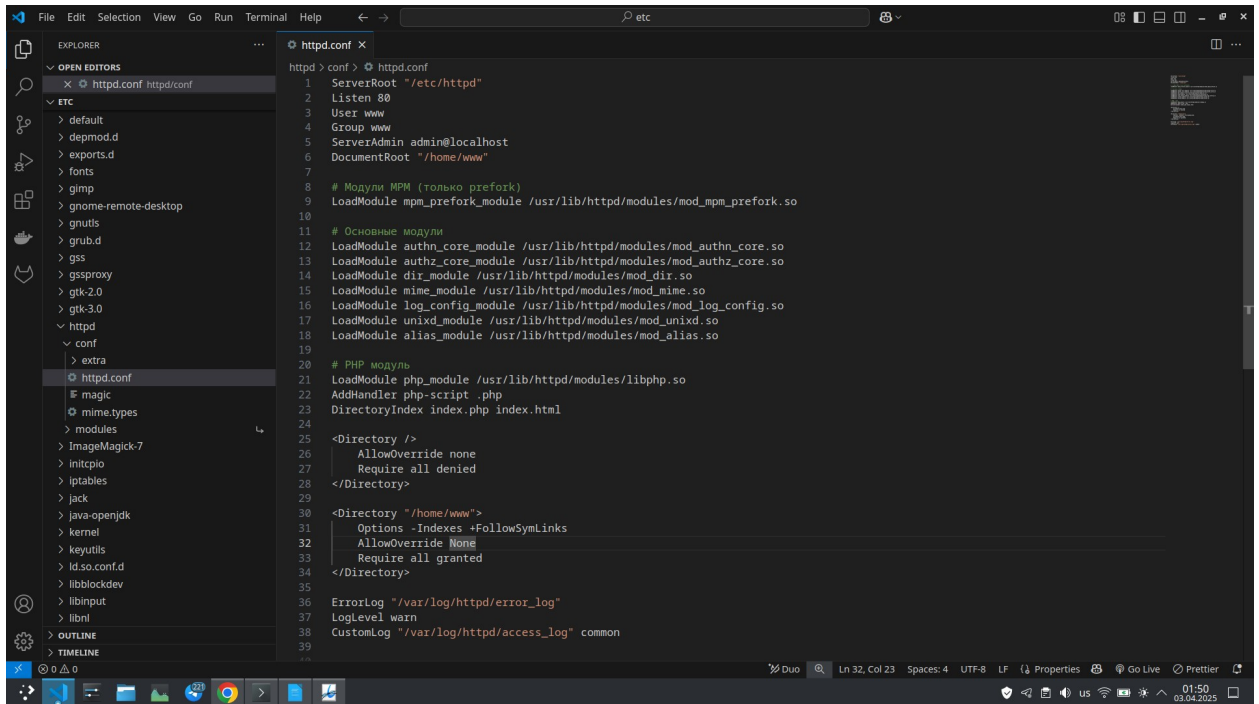 File Edit Selection View Go Run Terminal Help
etc
EXPLORER
OPEN EDITORS
httpd.conf httpd/conf
ETC
default
depmod.d
exports.d
fonts
gimp
gnome-remote-desktop
gnutls
grub.d
gss
gssproxy
gtk-2.0
gtk-3.0
httpd
conf
extra
httpd.conf
magic
mime.types
modules
ImageMagick-7
initcpio
iptables
jack
java-openjdk
kernel
keyutils
ld.so.conf.d
libblockdev
libinput
libnl
OUTLINE
TIMELINE
httpd.conf
httpd > conf > httpd.conf
1 ServerRoot "/etc/httpd"
2 Listen 80
3 User www
4 Group www
5 ServerAdmin admin@localhost
6 DocumentRoot "/home/www"
7
8 # Модули MPM (только prefork)
9 LoadModule mpm_prefork_module /usr/lib/httpd/modules/mod_mpm_prefork.so
10
11 # Основные модули
12 LoadModule authn_core_module /usr/lib/httpd/modules/mod_authn_core.so
13 LoadModule authz_core_module /usr/lib/httpd/modules/mod_authz_core.so
14 LoadModule dir_module /usr/lib/httpd/modules/mod_dir.so
15 LoadModule mime_module /usr/lib/httpd/modules/mod_mime.so
16 LoadModule log_config_module /usr/lib/httpd/modules/mod_log_config.so
17 LoadModule unixd_module /usr/lib/httpd/modules/mod_unixd.so
18 LoadModule alias_module /usr/lib/httpd/modules/mod_alias.so
19
20 # PHP модуль
21 LoadModule php_module /usr/lib/httpd/modules/libphp.so
22 AddHandler php-script .php
23 DirectoryIndex index.php index.html
24
25 <Directory />
26 AllowOverride none
27 Require all denied
28 </Directory>
29
30 <Directory "/home/www">
31 Options -Indexes +FollowSymLinks
32 AllowOverride None
33 Require all granted
34 </Directory>
35
36 ErrorLog "/var/log/httpd/error_log"
37 LogLevel warn
38 CustomLog "/var/log/httpd/access_log" common
39
0 0 Duo Ln 32, Col 23 Spaces: 4 UTF-8 LF Properties Go Live Prettier
221 us 01:50
03.04.2025